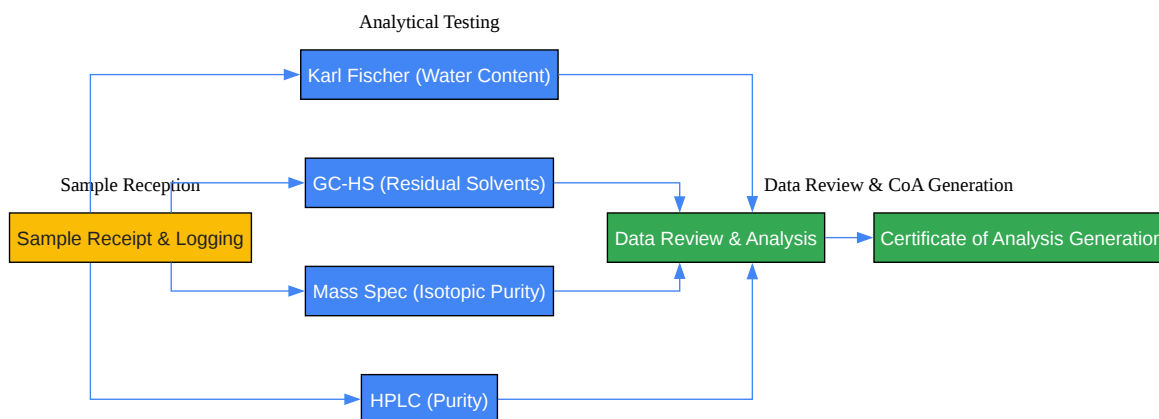 Analytical Testing
Karl Fischer (Water Content)
Sample Reception
GC-HS (Residual Solvents)
Data Review & CoA Generation
Sample Receipt & Logging
Data Review & Analysis
Certificate of Analysis Generation
Mass Spec (Isotopic Purity)
HPLC (Purity)